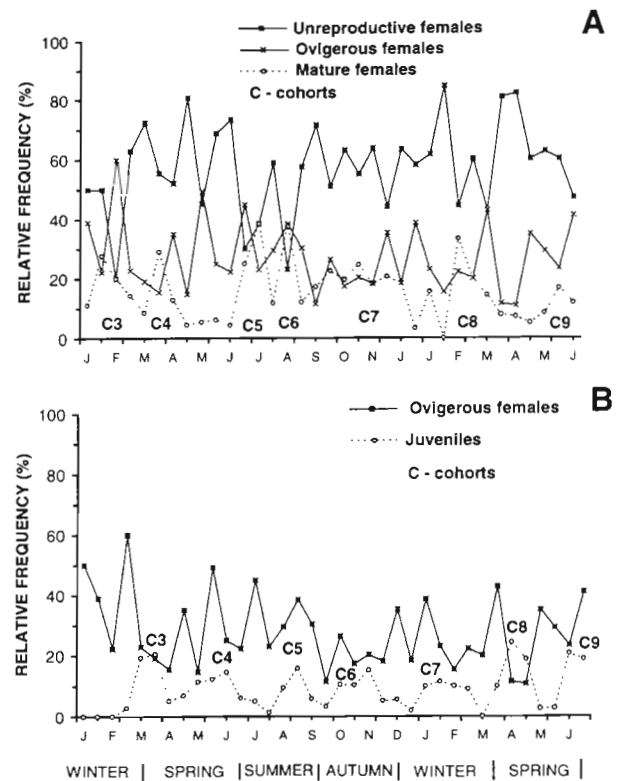 A
Unreproductive females
Ovigerous females
Mature females
C - cohorts
RELATIVE FREQUENCY (%)
100
80
60
40
20
0
C3 C4 C5 C6 C7 C8 C9
J F M A M J J A S O N D J F M A M J
B
Ovigerous females
Juveniles
C - cohorts
RELATIVE FREQUENCY (%)
100
80
60
40
20
0
C3 C4 C5 C6 C7 C8 C9
J F M A M J J A S O N D J F M A M J
WINTER SPRING SUMMER AUTUMN WINTER SPRING